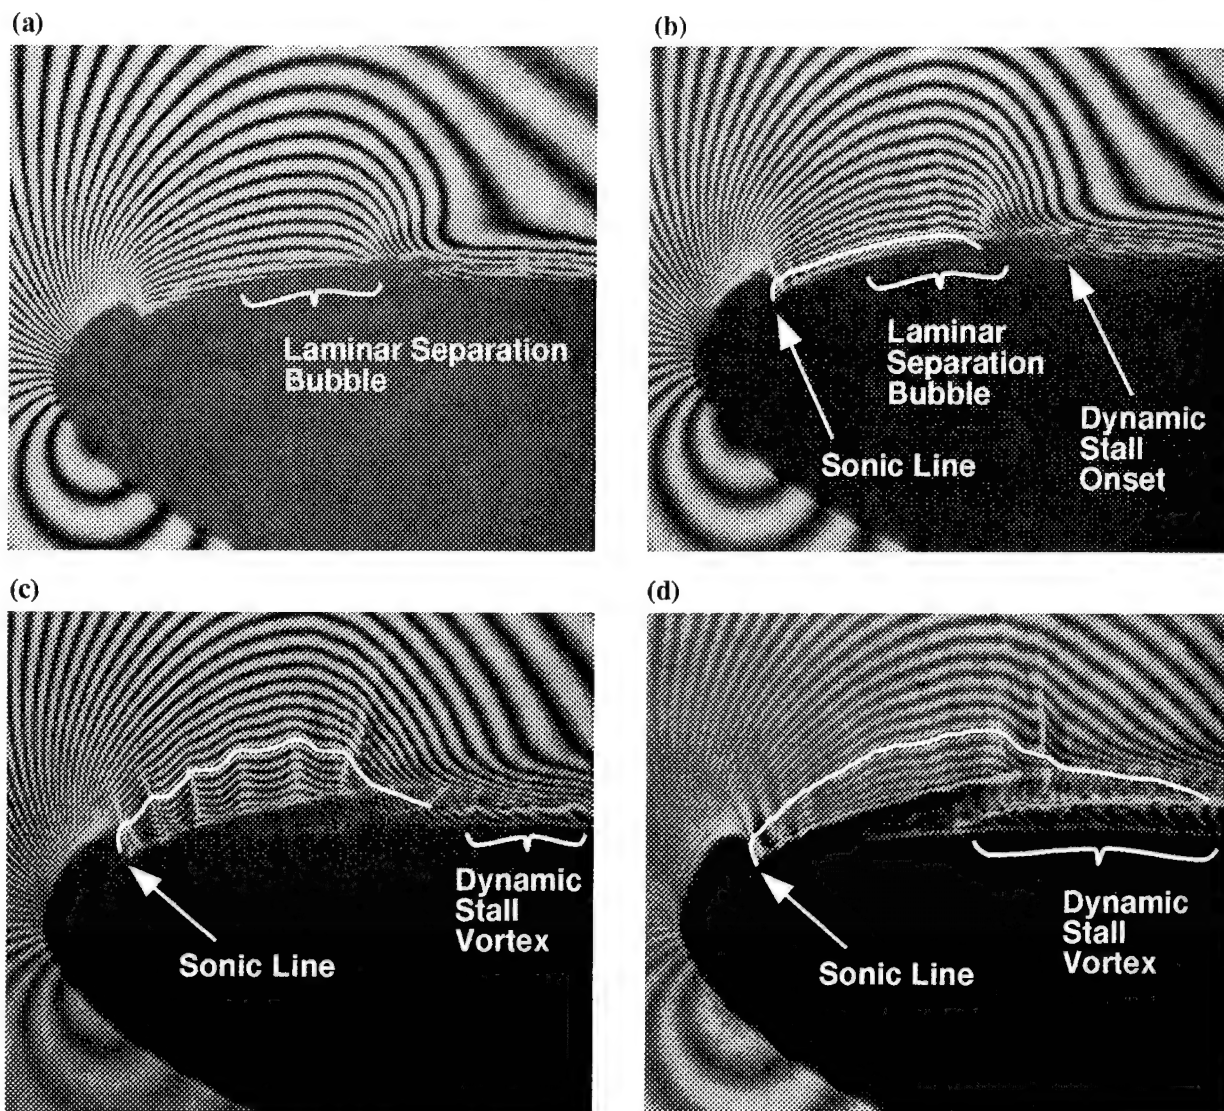 (a)
Laminar Separation
Bubble
(b)
Laminar
Separation
Bubble
Sonic Line
Dynamic
Stall
Onset
(c)
Dynamic
Stall
Vortex
Sonic Line
(d)
Dynamic
Stall
Vortex
Sonic Line